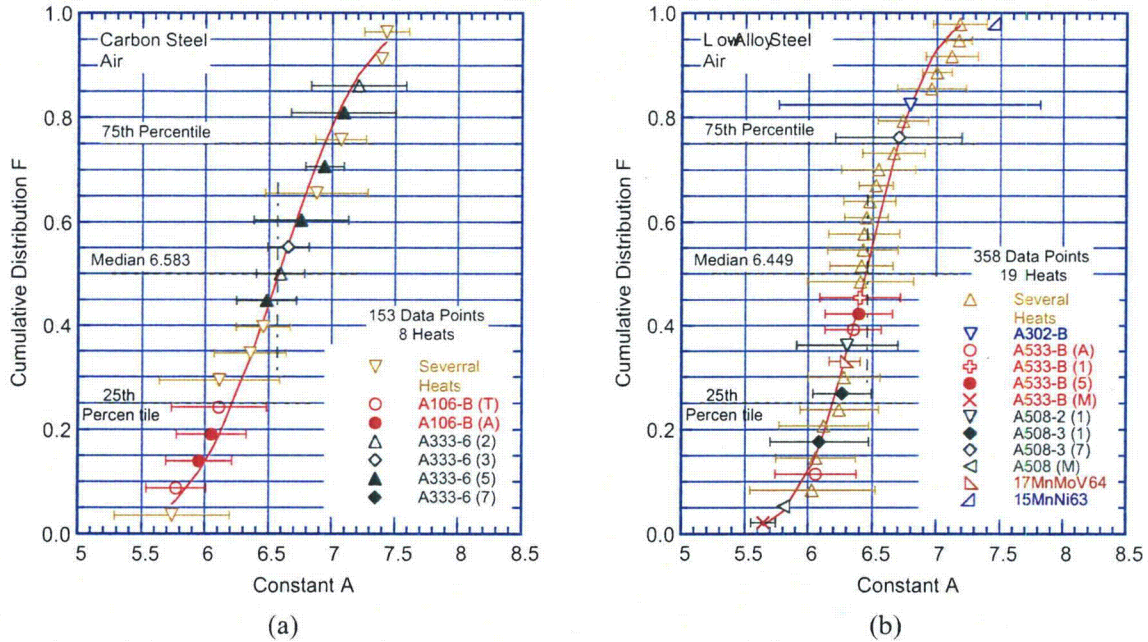 Carbon Steel
Air
75th Percentile
Median 6.583
153 Data Points
8 Heats
Severral
Heats
A106-B (T)
A106-B (A)
A333-6 (2)
A333-6 (3)
A333-6 (5)
A333-6 (7)
25th
Percen tile
Cumulative Distribution F
1.0
0.8
0.6
0.4
0.2
0.0
5
5.5
6
6.5
7
7.5
8
8.5
Constant A
(a)
Low Alloy Steel
Air
75th Percentile
Median 6.449
358 Data Points
19 Heats
Several
Heats
A302-B
A533-B (A)
A533-B (1)
A533-B (5)
A533-B (M)
A508-2 (1)
A508-3 (1)
A508-3 (7)
A508 (M)
17MnMoV64
15MnNi63
25th
Percen tile
Cumulative Distribution F
1.0
0.8
0.6
0.4
0.2
0.0
5
5.5
6
6.5
7
7.5
8
8.5
Constant A
(b)